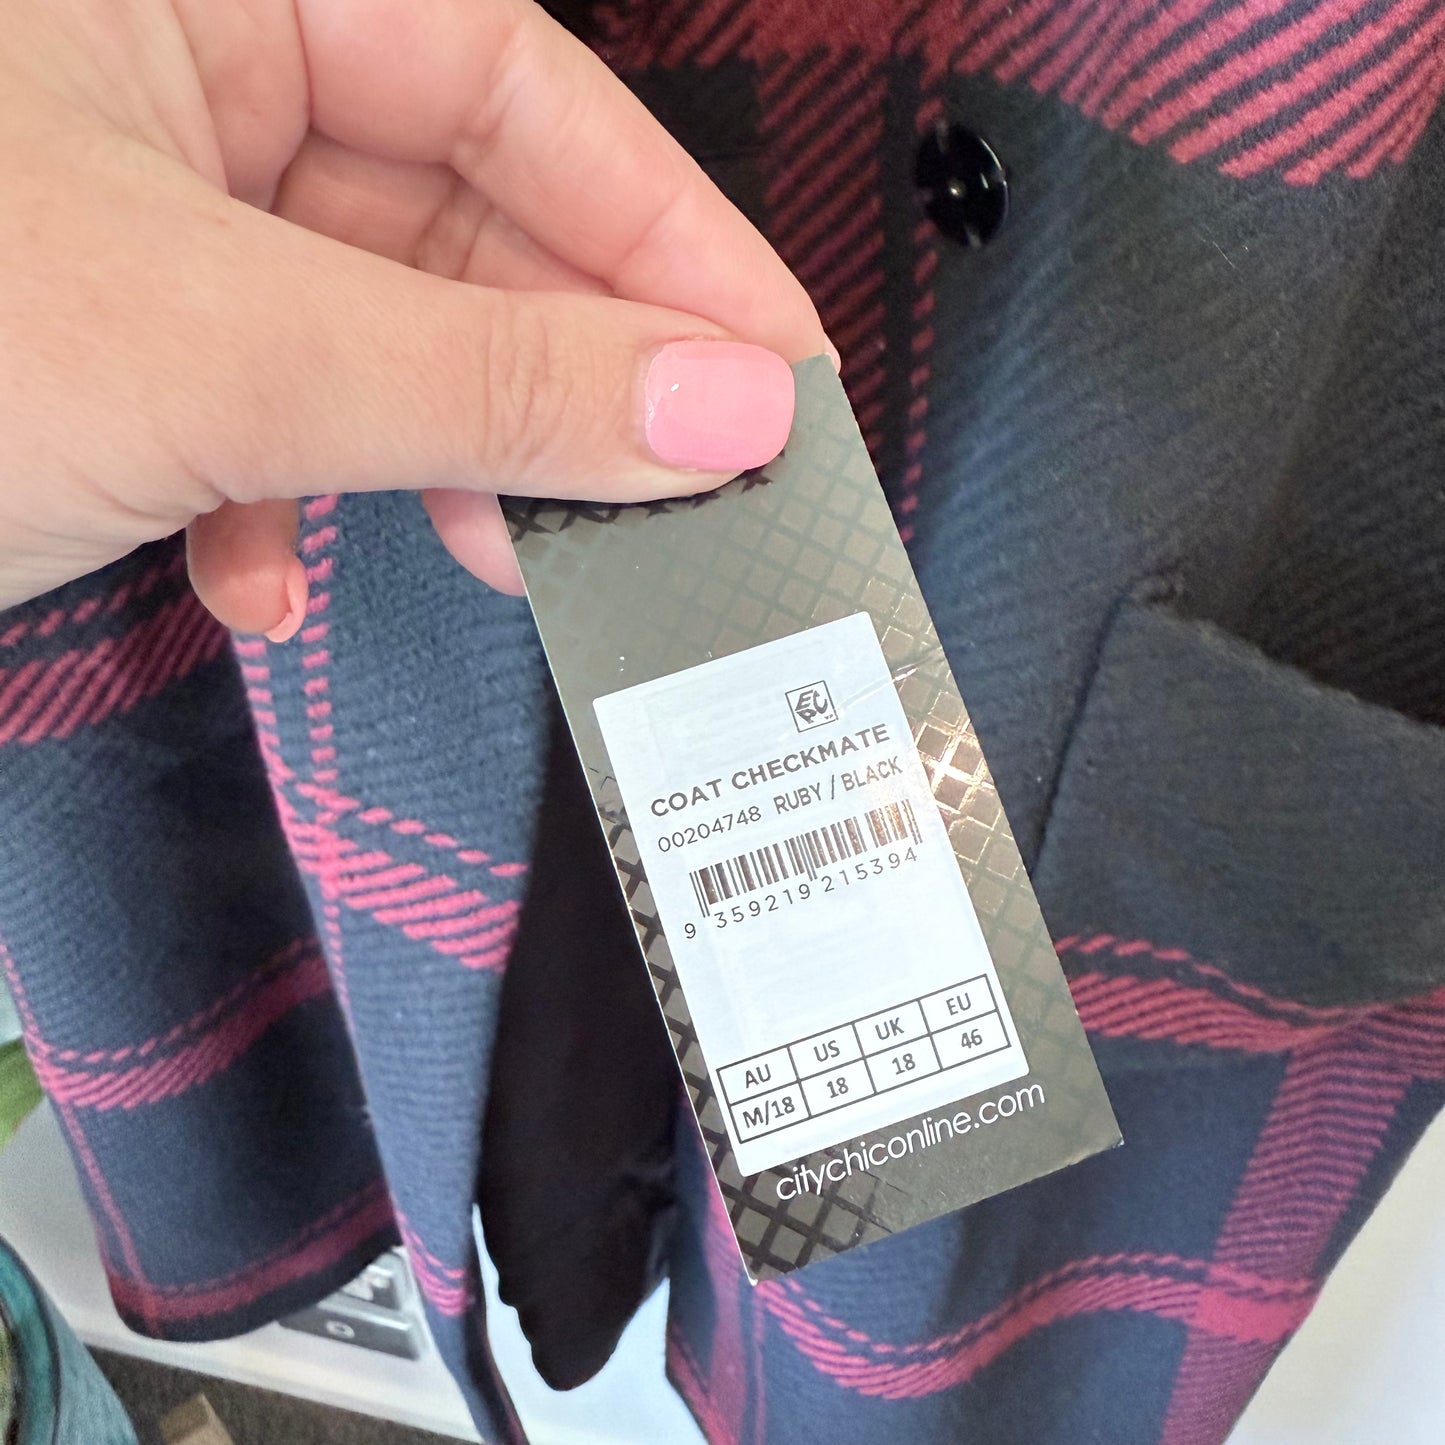 COAT CHECKMATE
00204748 RUBY / BLACK
9 359219 215394
AU US UK EU
M/18 18 18 46
citychiconline.com